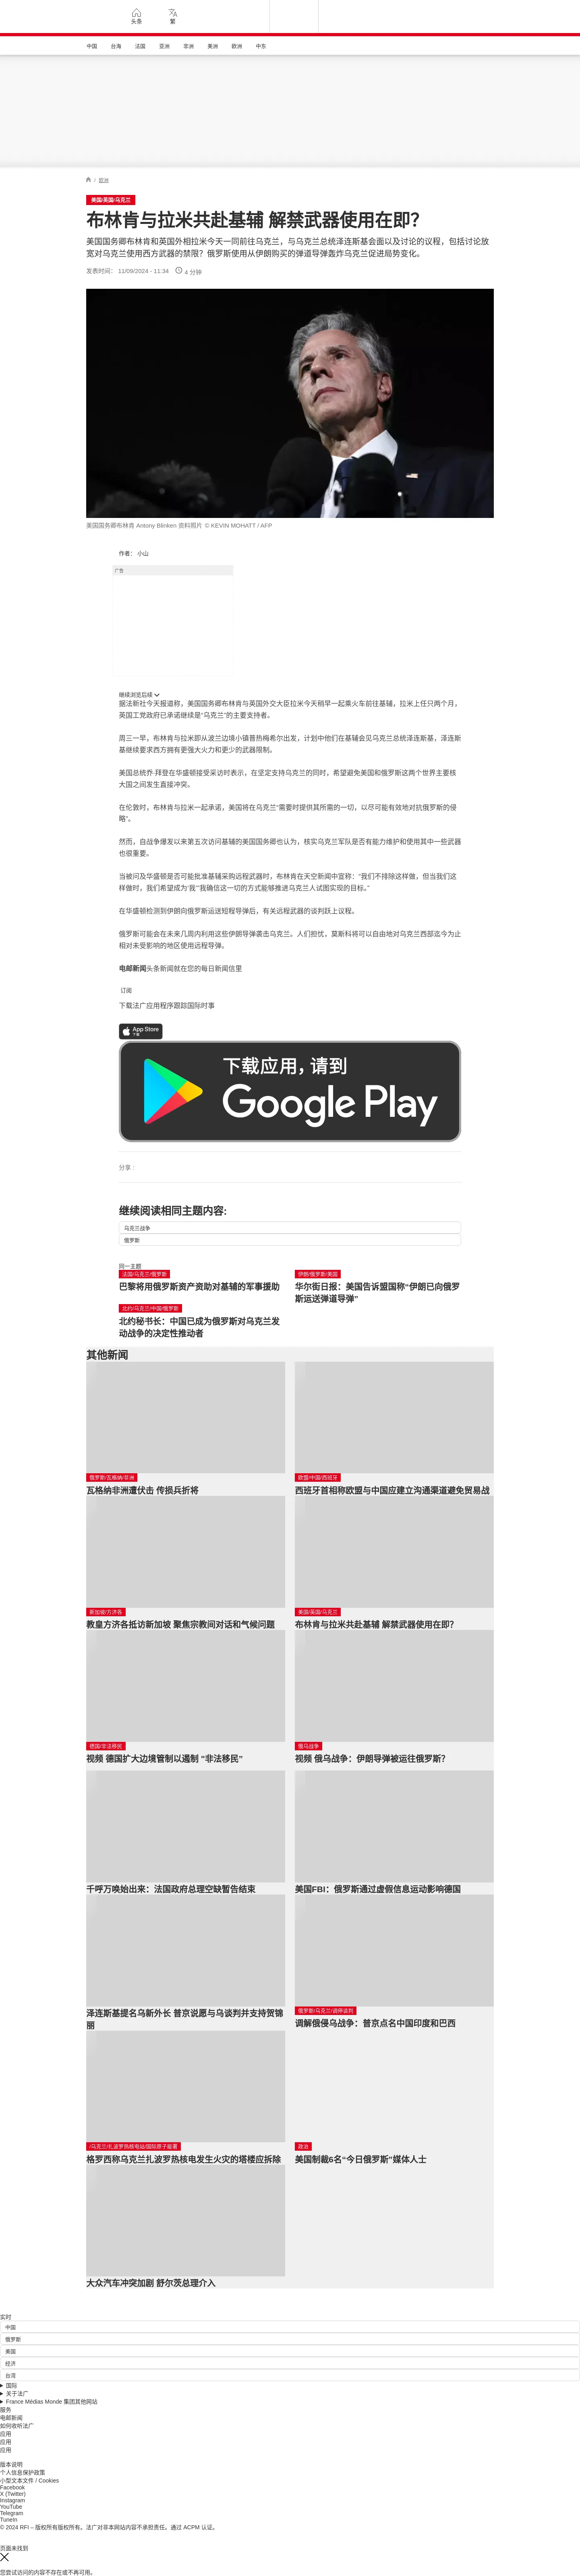 头条
繁
中国
台海
法国
亚洲
非洲
美洲
欧洲
中东
/ 欧洲
美国/英国/乌克兰
布林肯与拉米共赴基辅 解禁武器使用在即？
美国国务卿布林肯和英国外相拉米今天一同前往乌克兰，与乌克兰总统泽连斯基会面以及讨论的议程，包括讨论放
宽对乌克兰使用西方武器的禁限？俄罗斯使用从伊朗购买的弹道导弹轰炸乌克兰促进局势变化。
发表时间： 11/09/2024 - 11:34
4 分钟
美国国务卿布林肯 Antony Blinken 资料照片 © KEVIN MOHATT / AFP
作者： 小山
广告
继续浏览后续
据法新社今天报道称，美国国务卿布林肯与英国外交大臣拉米今天稍早一起乘火车前往基辅，拉米上任只两个月，
英国工党政府已承诺继续是“乌克兰”的主要支持者。
周三一早，布林肯与拉米即从波兰边境小镇普热梅希尔出发，计划中他们在基辅会见乌克兰总统泽连斯基，泽连斯
基继续要求西方拥有更强大火力和更少的武器限制。
美国总统乔·拜登在华盛顿接受采访时表示，在坚定支持乌克兰的同时，希望避免美国和俄罗斯这两个世界主要核
大国之间发生直接冲突。
在伦敦时，布林肯与拉米一起承诺，美国将在乌克兰“需要时提供其所需的一切，以尽可能有效地对抗俄罗斯的侵
略”。
然而，自战争爆发以来第五次访问基辅的美国国务卿也认为，核实乌克兰军队是否有能力维护和使用其中一些武器
也很重要。
当被问及华盛顿是否可能批准基辅采购远程武器时，布林肯在天空新闻中宣称：“我们不排除这样做，但当我们这
样做时，我们希望成为‘我’”我确信这一切的方式能够推进乌克兰人试图实现的目标。”
在华盛顿检测到伊朗向俄罗斯运送短程导弹后，有关远程武器的谈判跃上议程。
俄罗斯可能会在未来几周内利用这些伊朗导弹袭击乌克兰。人们担忧，莫斯科将可以自由地对乌克兰西部迄今为止
相对未受影响的地区使用远程导弹。
电邮新闻头条新闻就在您的每日新闻信里
订阅
下载法广应用程序跟踪国际时事
App Store
下载
下载应用，请到
Google Play
分享 :
继续阅读相同主题内容:
乌克兰战争
俄罗斯
同一主题
法国/乌克兰/俄罗斯
巴黎将用俄罗斯资产资助对基辅的军事援助
伊朗/俄罗斯/美国
华尔街日报：美国告诉盟国称“伊朗已向俄罗
斯运送弹道导弹”
北约/乌克兰/中国/俄罗斯
北约秘书长：中国已成为俄罗斯对乌克兰发
动战争的决定性推动者
其他新闻
俄罗斯/瓦格纳/非洲
瓦格纳非洲遭伏击 传损兵折将
欧盟/中国/西班牙
西班牙首相称欧盟与中国应建立沟通渠道避免贸易战
新加坡/方济各
教皇方济各抵访新加坡 聚焦宗教间对话和气候问题
美国/英国/乌克兰
布林肯与拉米共赴基辅 解禁武器使用在即？
德国/非法移民
视频 德国扩大边境管制以遏制 "非法移民"
俄乌战争
视频 俄乌战争：伊朗导弹被运往俄罗斯？
千呼万唤始出来：法国政府总理空缺暂告结束
美国FBI：俄罗斯通过虚假信息运动影响德国
泽连斯基提名乌新外长 普京说愿与乌谈判并支持贺锦
丽
俄罗斯/乌克兰/调停谈判
调解俄侵乌战争：普京点名中国印度和巴西
/乌克兰/扎波罗热核电站/国际原子能署
格罗西称乌克兰扎波罗热核电发生火灾的塔楼应拆除
政治
美国制裁6名“今日俄罗斯”媒体人士
大众汽车冲突加剧 舒尔茨总理介入
实时
中国
俄罗斯
美国
经济
台湾
国际
关于法广
France Médias Monde 集团其他网站
服务
电邮新闻
如何收听法广
应用
应用
应用
版本说明
个人信息保护政策
小型文本文件 / Cookies
Facebook
X (Twitter)
Instagram
YouTube
Telegram
TuneIn
© 2024 RFI – 版权所有版权所有。法广对非本网站内容不承担责任。通过 ACPM 认证。
页面未找到
您尝试访问的内容不存在或不再可用。